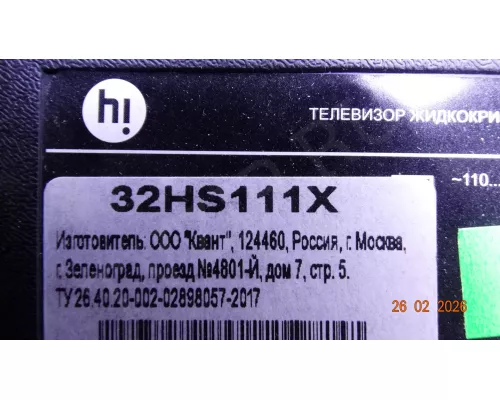 hi
ТЕЛЕВИЗОР ЖИДКОКРИ
~110...
32HS111X
Изготовитель: ООО "Квант", 124460, Россия, г. Москва,
г. Зеленоград, проезд №4801-Й, дом 7, стр. 5.
ТУ 26.40.20-002-02898057-2017
26 02 2026